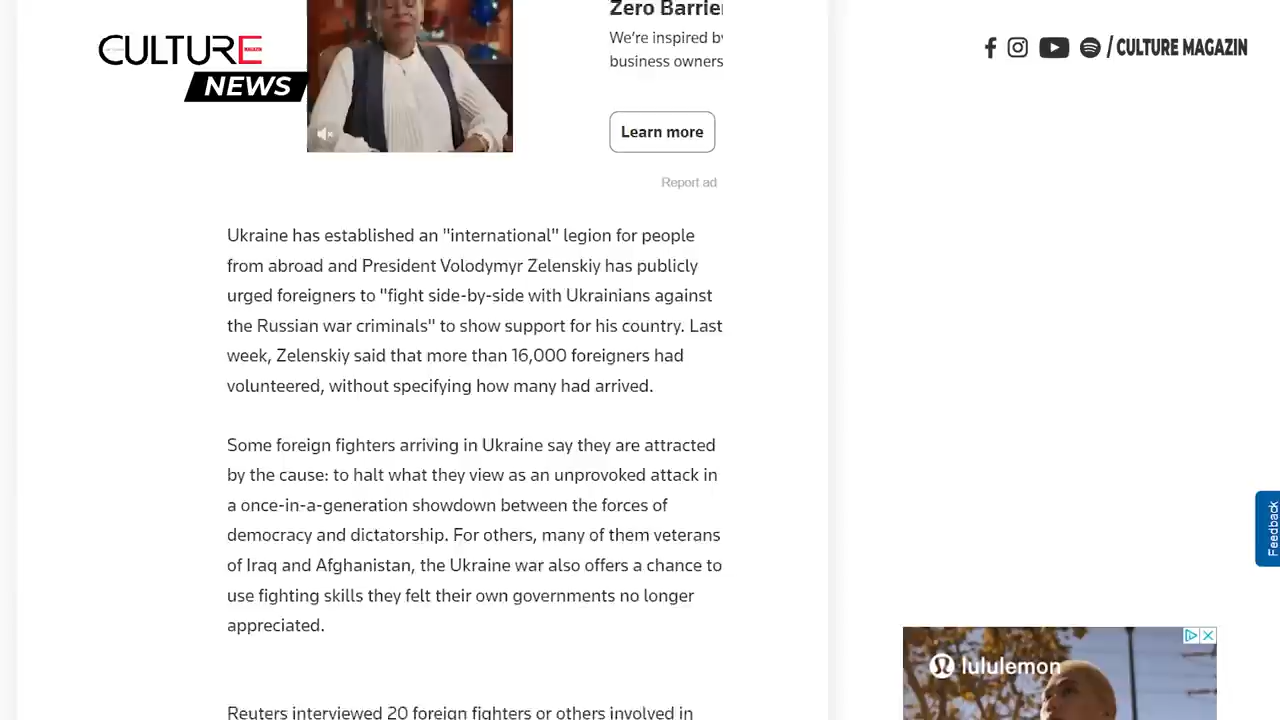 Zero Barrie
CULTURE
NEWS
We're inspired b
business owners
/ CULTURE MAGAZIN
Learn more
Report ad
Ukraine has established an "international" legion for people
from abroad and President Volodymyr Zelenskiy has publicly
urged foreigners to "fight side-by-side with Ukrainians against
the Russian war criminals" to show support for his country. Last
week, Zelenskiy said that more than 16,000 foreigners had
volunteered, without specifying how many had arrived.
Some foreign fighters arriving in Ukraine say they are attracted
by the cause: to halt what they view as an unprovoked attack in
a once-in-a-generation showdown between the forces of
democracy and dictatorship. For others, many of them veterans
of Iraq and Afghanistan, the Ukraine war also offers a chance to
use fighting skills they felt their own governments no longer
appreciated.
Feedback
lululemon
Reuters interviewed 20 foreign fighters or others involved in